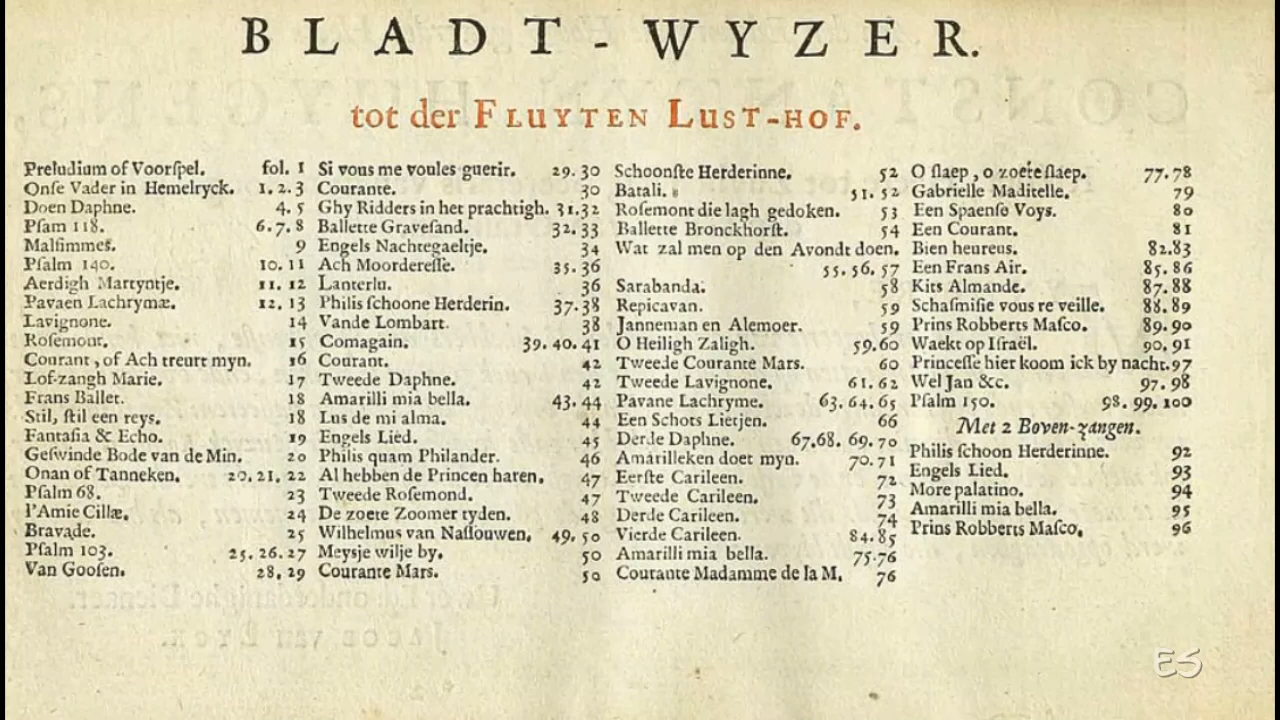 BLADT-WYZER.
tot der FLUYTEN LUST-HOF.
Preludium of Voorſpel. fol. 1
Onſe Vader in Hemelryck. 1. 2. 3
Doen Daphne. 4. 5
Pſam 118. 6. 7. 8
Malſimmes. 9
Pſalm 140. 10. 11
Aerdigh Martyntje. 11. 12
Pavaen Lachrymæ. 12. 13
Lavignone. 14
Roſemont. 15
Courant, of Ach treurt myn. 16
Lof-zangh Marie. 17
Frans Ballet. 18
Stil, ſtil een reys. 18
Fantaſia & Echo. 19
Geſwinde Bode van de Min. 20
Onan of Tanneken. 20, 21, 22
Pſalm 68. 23
l'Amie Cillæ. 24
Bravade. 25
Pſalm 103. 25. 26. 27
Van Gooſen. 28, 29
Si vous me voules guerir. 29. 30
Courante. 30
Ghy Ridders in het prachtigh. 31.32
Ballette Graveſand. 32. 33
Engels Nachtegaeltje. 34
Ach Moordereſſe. 35. 36
Lanterlu. 36
Philis ſchoone Herderin. 37.38
Vande Lombart. 38
Comagain. 39. 40. 41
Courant. 42
Tweede Daphne. 42
Amarilli mia bella. 43. 44
Lus de mi alma. 44
Engels Lied. 45
Philis quam Philander. 46
Al hebben de Princen haren. 47
Tweede Roſemond. 47
De zoete Zoomer tyden. 48
Wilhelmus van Naſſouwen. 49. 50
Meysje wilje by. 50
Courante Mars. 50
Schoonſte Herderinne. 52
Batali. 51. 52
Roſemont die lagh gedoken. 53
Ballette Bronckhorſt. 54
Wat zal men op den Avondt doen.
55. 56. 57
Sarabanda. 58
Repicavan. 59
Janneman en Alemoer. 59
O Heiligh Zaligh. 59.60
Tweede Courante Mars. 60
Tweede Lavignone. 61. 62
Pavane Lachryme. 63. 64. 65
Een Schots Lietjen. 66
Derde Daphne. 67.68. 69. 70
Amarilleken doet myn. 70. 71
Eerſte Carileen. 72
Tweede Carileen. 73
Derde Carileen. 74
Vierde Carileen. 84. 85
Amarilli mia bella. 75.76
Courante Madamme de la M. 76
O ſlaep, o zoete ſlaep. 77. 78
Gabrielle Maditelle. 79
Een Spaenſe Voys. 80
Een Courant. 81
Bien heureus. 82.83
Een Frans Air. 85. 86
Kits Almande. 87. 88
Schaſmiſie vous re veille. 88. 89
Prins Robberts Maſco. 89. 90
Waekt op Iſraël. 90. 91
Princeſſe hier koom ick by nacht. 97
Wel Jan &c. 97. 98
Pſalm 150. 98. 99. 100
Met 2 Boven-zangen.
Philis ſchoon Herderinne. 92
Engels Lied. 93
More palatino. 94
Amarilli mia bella. 95
Prins Robberts Maſco. 96
ES